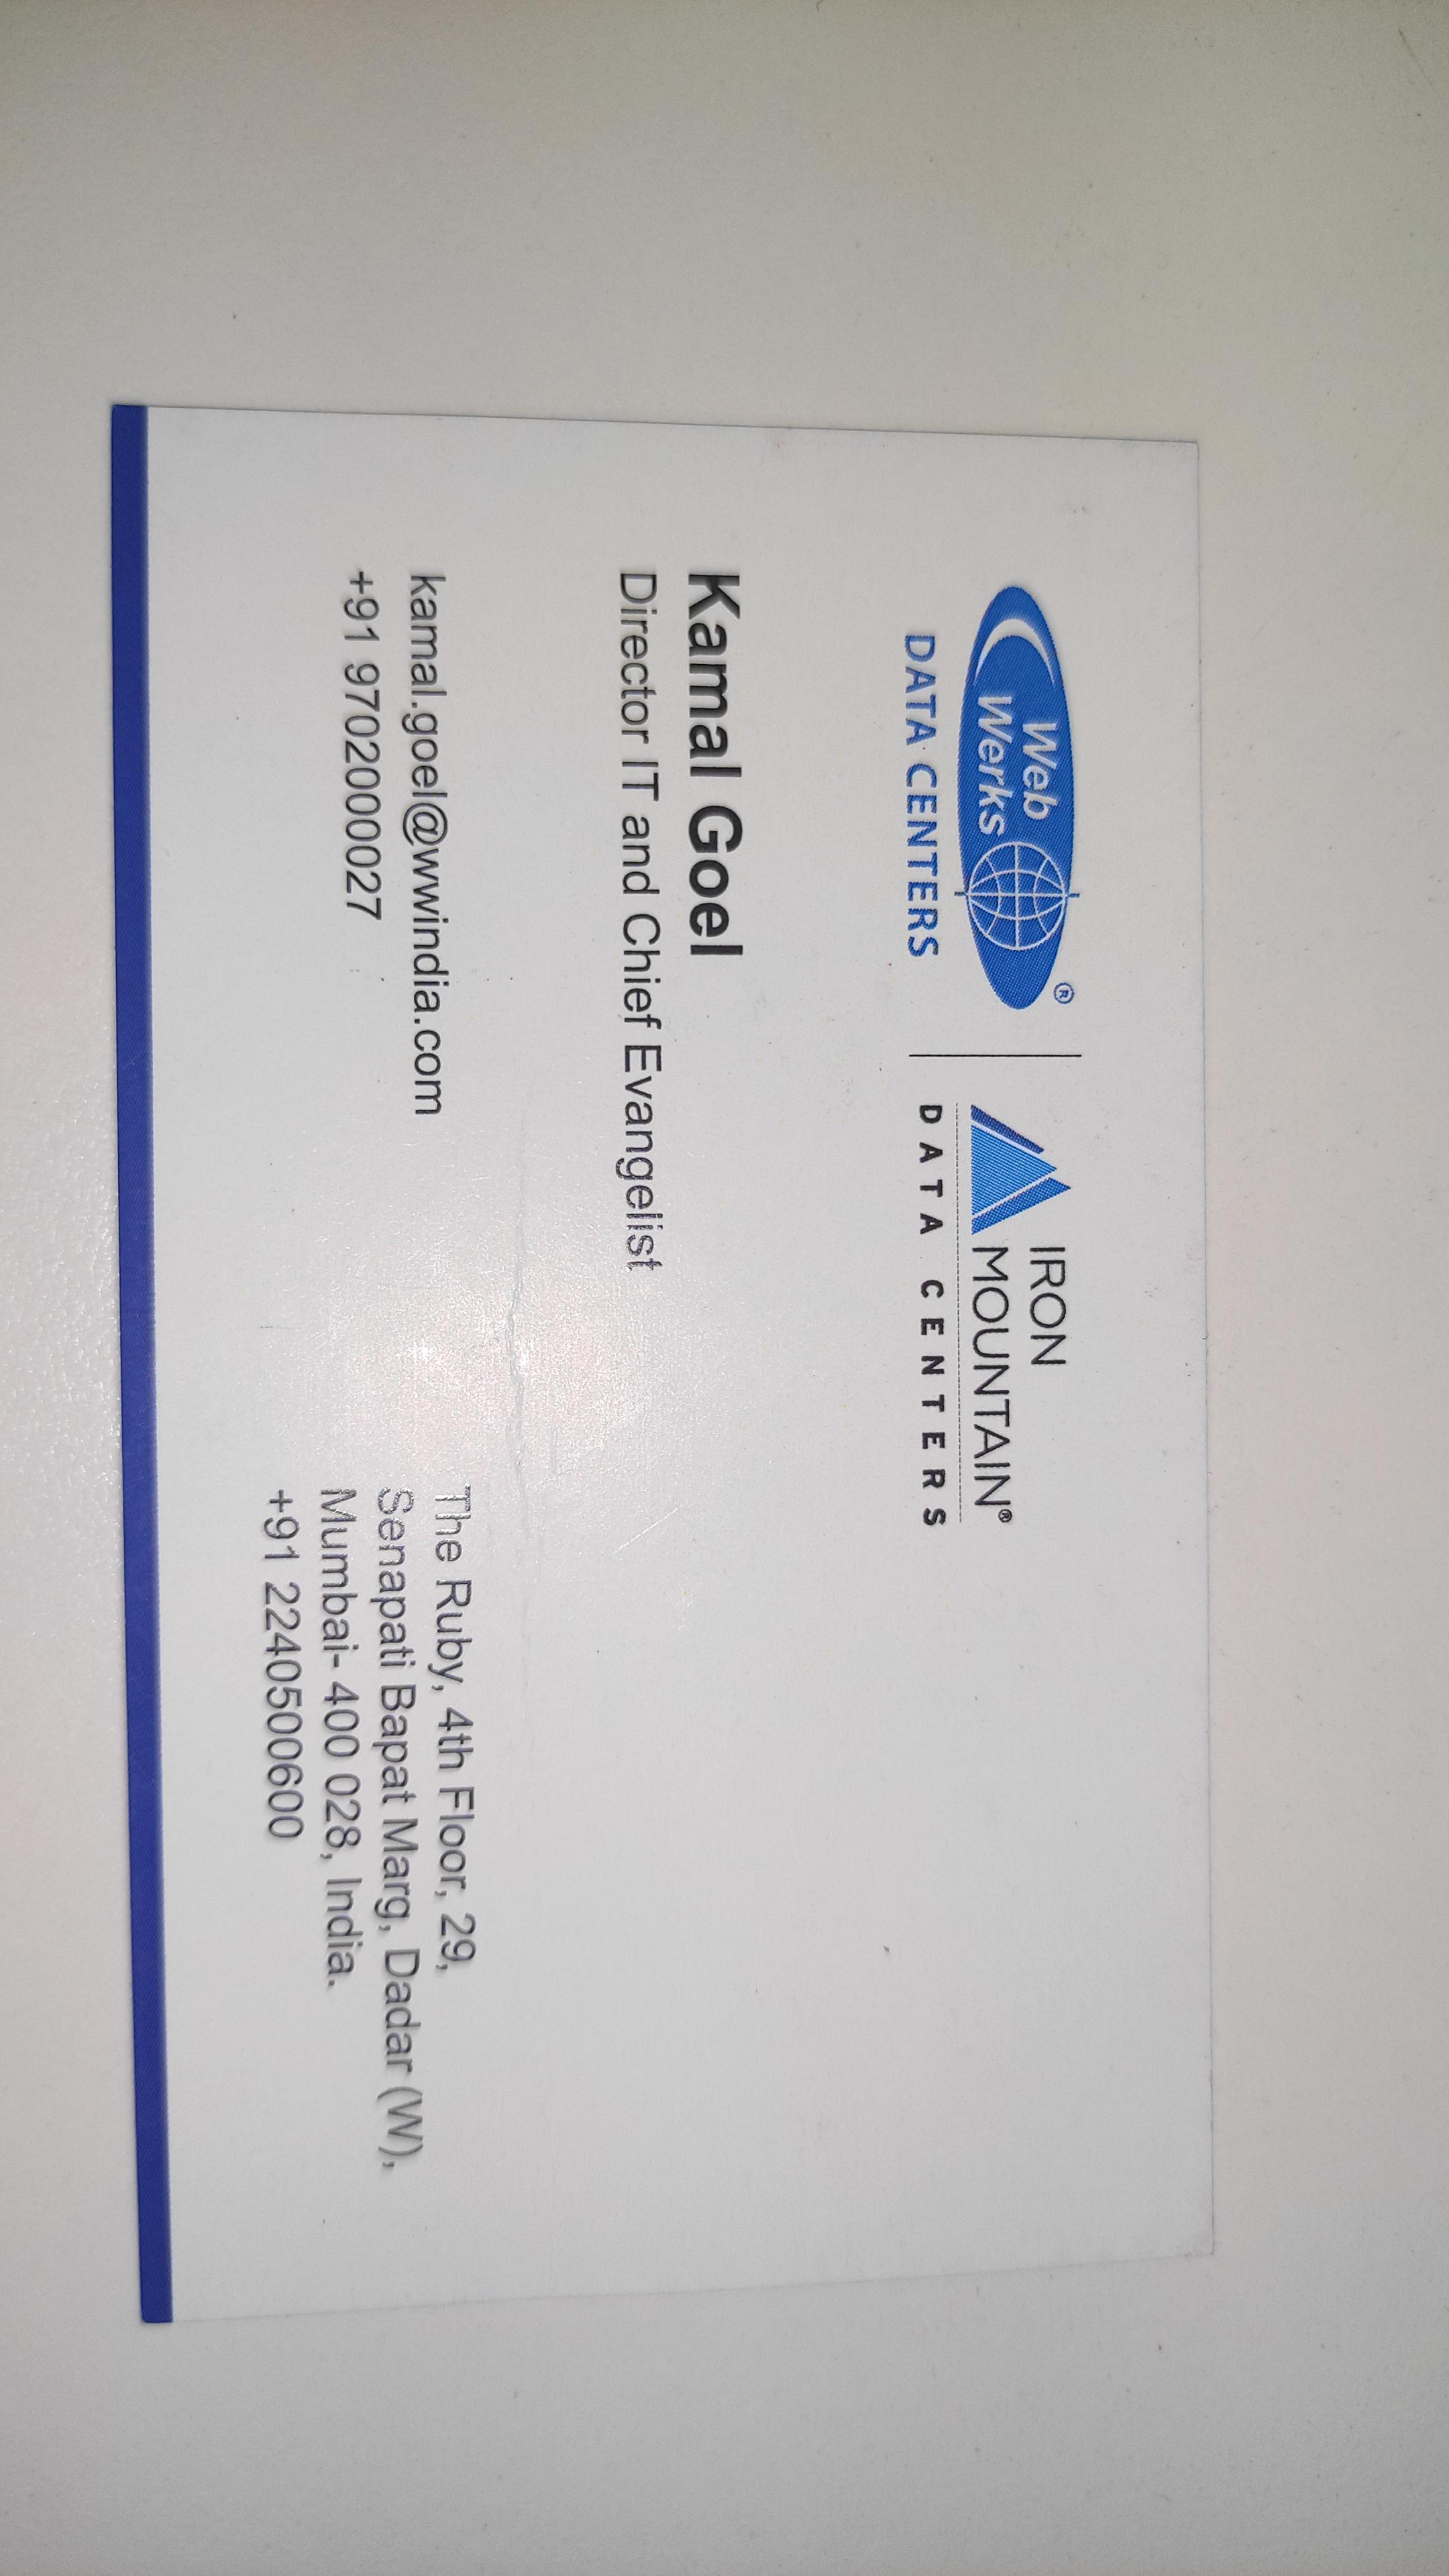 Web
Werks
®
DATA CENTERS
IRON
MOUNTAIN®
DATA CENTERS
Kamal Goel
Director IT and Chief Evangelist
kamal.goel@wwindia.com
+91 9702000027
The Ruby, 4th Floor, 29,
Senapati Bapat Marg, Dadar (W),
Mumbai- 400 028, India.
+91 2240500600